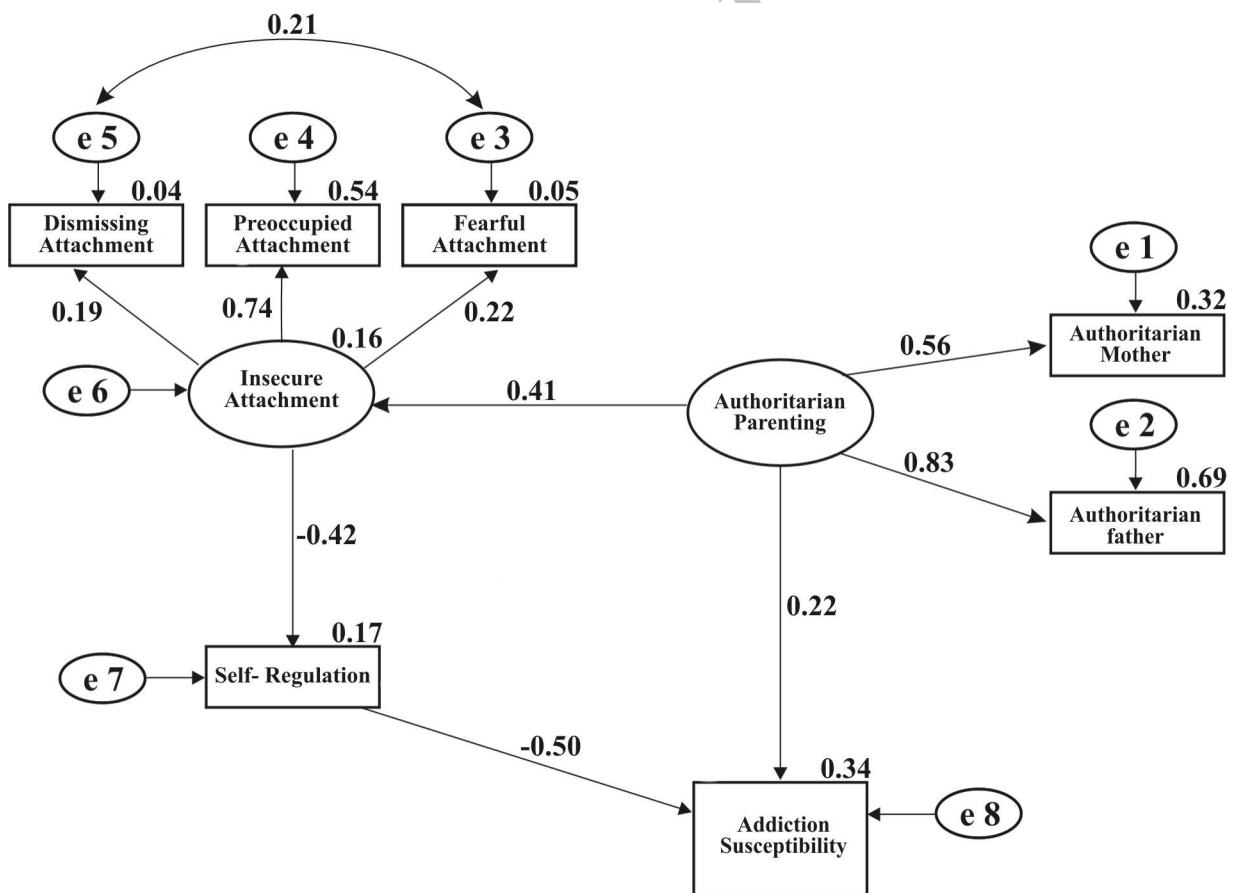 0.21
e 5
e 4
e 3
0.04
0.54
0.05
Dismissing
Attachment
Preoccupied
Attachment
Fearful
Attachment
e 1
0.32
0.19
0.74
0.22
0.16
Authoritarian
Mother
0.56
e 6
Insecure
Attachment
0.41
Authoritarian
Parenting
e 2
0.83
0.69
Authoritarian
father
-0.42
0.22
0.17
e 7
Self- Regulation
-0.50
0.34
Addiction
Susceptibility
e 8